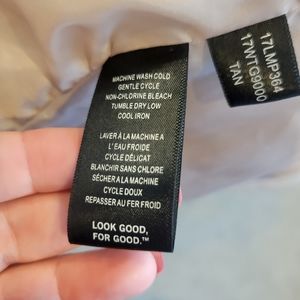 MACHINE WASH COLD
GENTLE CYCLE
NON-CHLORINE BLEACH
TUMBLE DRY LOW
COOL IRON
LAVER À LA MACHINE A
L'EAU FROIDE
CYCLE DÉLICAT
BLANCHIR SANS CHLORE
SÉCHER A LA MACHINE
CYCLE DOUX
REPASSER AU FER FROID
LOOK GOOD,
FOR GOOD.™
17LMP364
17WTG9000
TAN